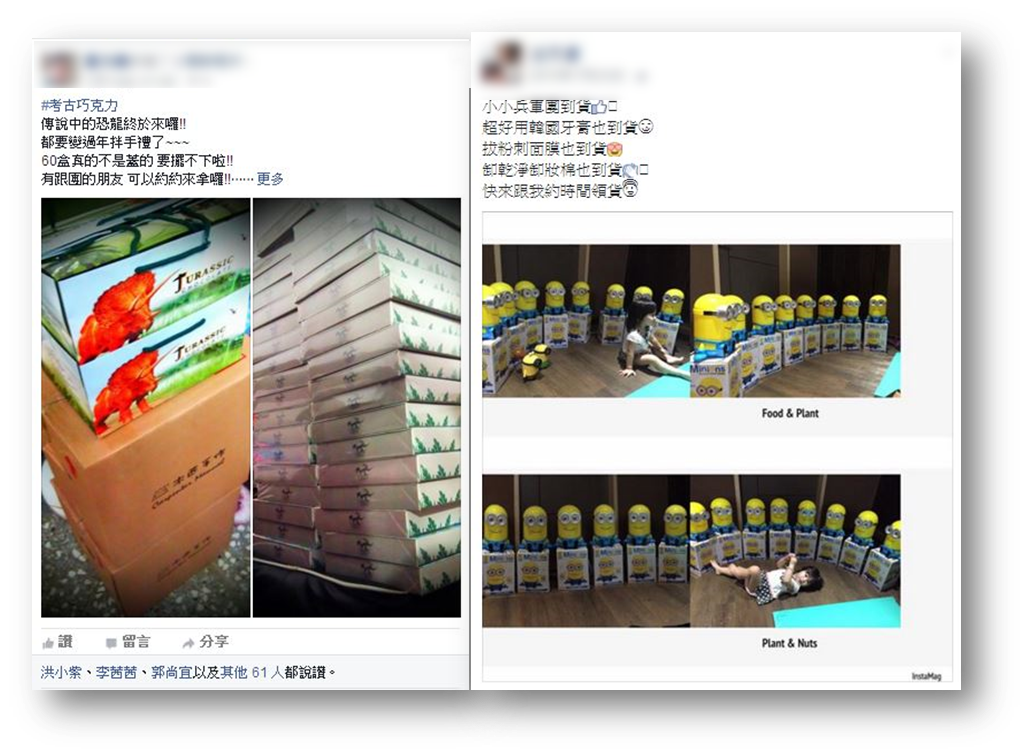 #考古巧克力
傳說中的恐龍終於來囉!!
都要變過年拌手禮了~~~
60盒真的不是蓋的 要擺不下啦!!
有跟團的朋友 可以約約來拿囉!!…… 更多
JURASSIC
JURASSIC
讚 留言 分享
洪小紫、李茜茜、郭尚宜以及其他 61 人都說讚。
小小兵軍團到貨👍
超好用韓國牙膏也到貨
拔粉刺面膜也到貨
卸乾淨卸妝棉也到貨
快來跟我約時間領貨
Minions
Food & Plant
Plant & Nuts
InstaMag